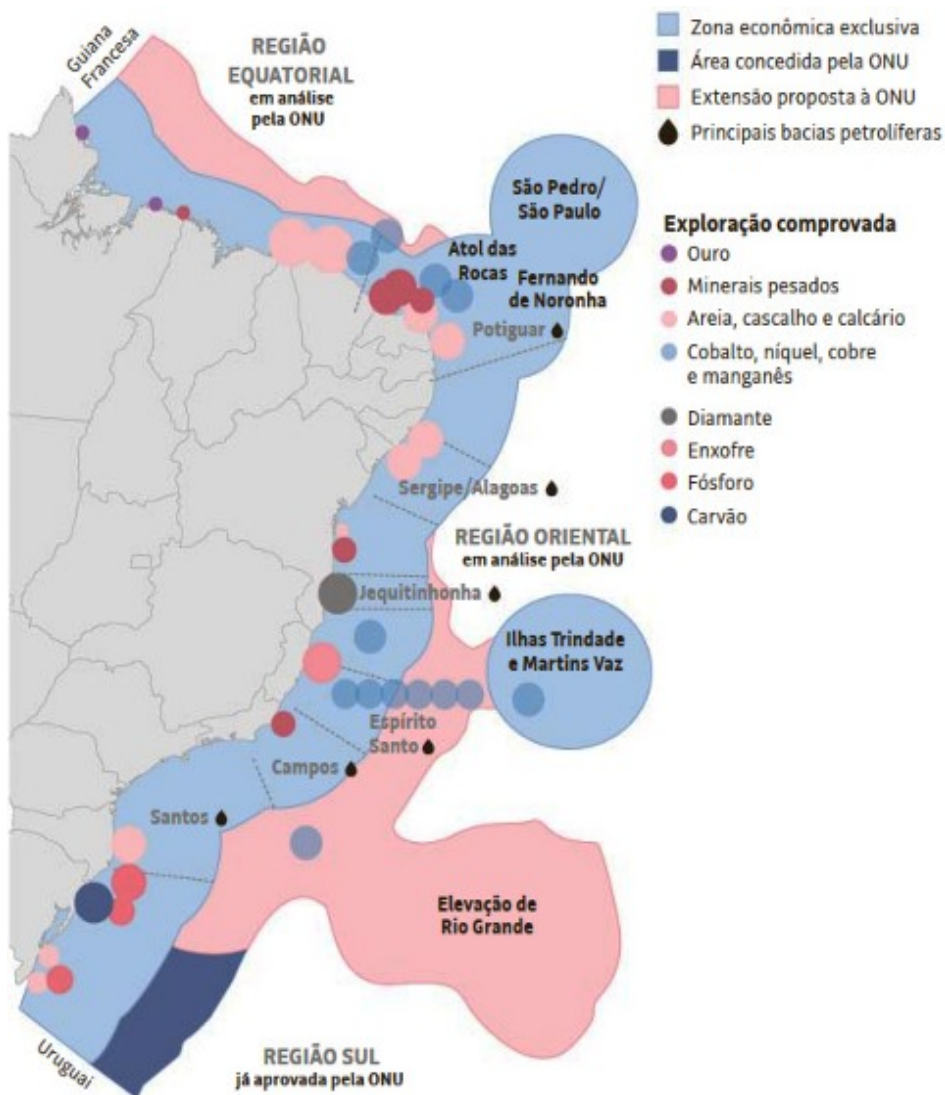 Guiana
Francesa
REGIÃO
EQUATORIAL
em análise
pela ONU
Zona econômica exclusiva
Área concedida pela ONU
Extensão proposta à ONU
Principais bacias petrolíferas
São Pedro/
São Paulo
Atol das
Rocas
Fernando
de Noronha
Potiguar
Exploração comprovada
Ouro
Minerais pesados
Areia, cascalho e calcário
Cobalto, níquel, cobre
e manganês
Diamante
Enxofre
Fósforo
Carvão
Sergipe/Alagoas
REGIÃO ORIENTAL
em análise pela ONU
Jequitinhonha
Ilhas Trindade
e Martins Vaz
Espírito
Santo
Campos
Santos
Elevação de
Rio Grande
Uruguai
REGIÃO SUL
já aprovada pela ONU